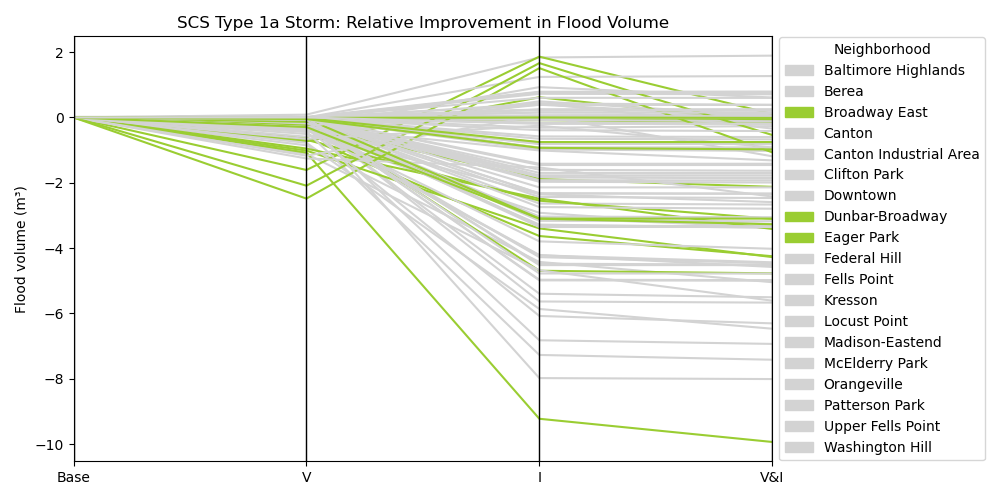 SCS Type 1a Storm: Relative Improvement in Flood Volume
Flood volume (m³)
2
0
−2
−4
−6
−8
−10
Base
V
I
V&I
Neighborhood
Baltimore Highlands
Berea
Broadway East
Canton
Canton Industrial Area
Clifton Park
Downtown
Dunbar-Broadway
Eager Park
Federal Hill
Fells Point
Kresson
Locust Point
Madison-Eastend
McElderry Park
Orangeville
Patterson Park
Upper Fells Point
Washington Hill